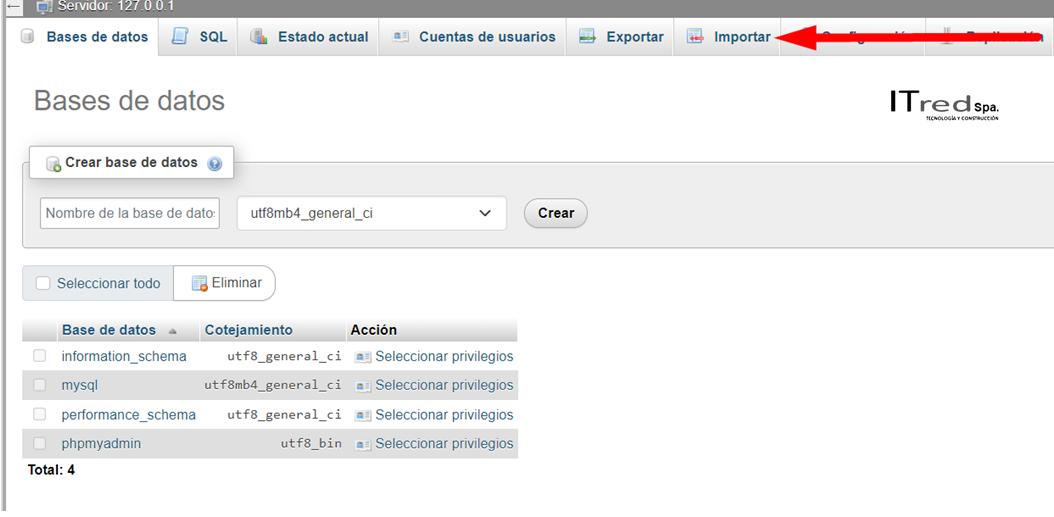 Servidor: 127.0.0.1
Bases de datos SQL Estado actual Cuentas de usuarios Exportar Importar
Bases de datos
ITred Spa.
TECNOLOGÍA Y CONSTRUCCIÓN
Crear base de datos
Nombre de la base de dato utf8mb4_general_ci Crear
Seleccionar todo Eliminar
Base de datos Cotejamiento Acción
information_schema utf8_general_ci Seleccionar privilegios
mysql utf8mb4_general_ci Seleccionar privilegios
performance_schema utf8_general_ci Seleccionar privilegios
phpmyadmin utf8_bin Seleccionar privilegios
Total: 4